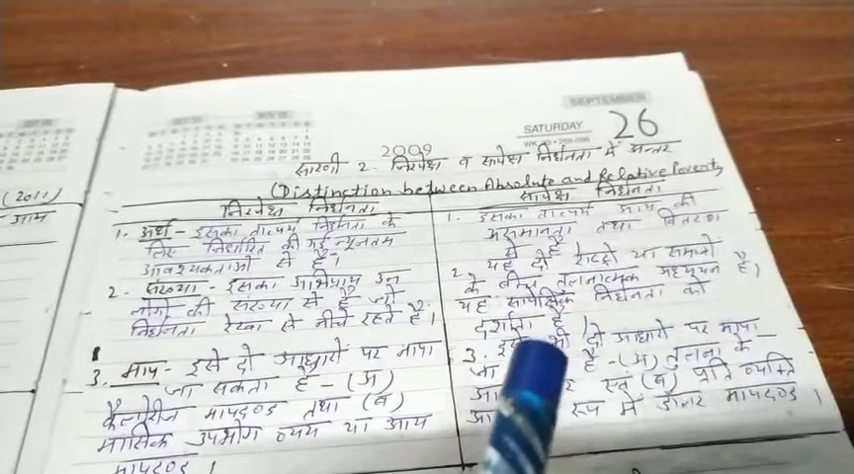 SEPTEMBER
SATURDAY
26
2009
सारणी 2. निरपेक्ष व सापेक्ष निर्धनता में अन्तर
(Distinction between Absolute and Relative Poverty
(2011)
आय
निरपेक्ष निर्धनता
1. अर्थ - इसका तात्पर्य निर्धनता के
लिए निर्धारित की गई न्यूनतम
आवश्यकताओं से है।
2. संख्या - इसका अभिप्राय उन
लोगों की संख्या से है जो
निर्धनता रेखा से नीचे रहते है।
3. माप - इसे दो आधारों पर मापा
जा सकता है - (अ)
कैलोरीज मापदण्ड तथा (ब)
मासिक उपभोग व्यय या आय
मापदण्ड।
सापेक्ष निर्धनता
1. इसका तात्पर्य आय की
असमानता तथा वितरण
से है
2. यह दो राष्ट्रों या समाजों
के बीच तुलनात्मक अध्ययन है)
यह सापेक्षिक निर्धनता को
दर्शाता है।
3. दो आधारों पर मापा
जा है - (अ) तुलना के
(ब) प्रति व्यक्ति
रूप में डॉलर मापदण्ड।